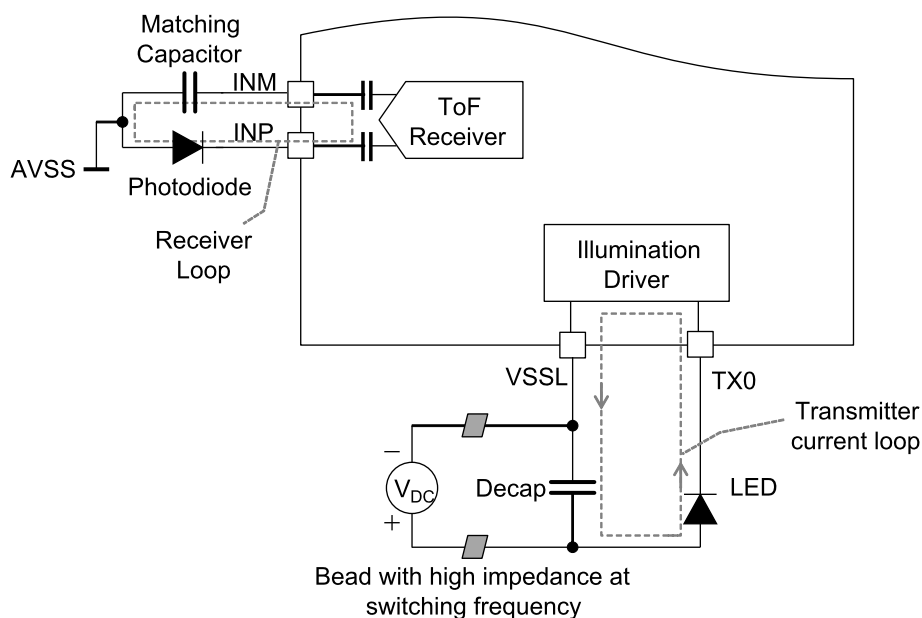 Matching
Capacitor
INM
INP
ToF
Receiver
AVSS
Photodiode
Receiver
Loop
Illumination
Driver
VSSL
TX0
Transmitter
current loop
−
VDC
+
Decap
LED
Bead with high impedance at
switching frequency